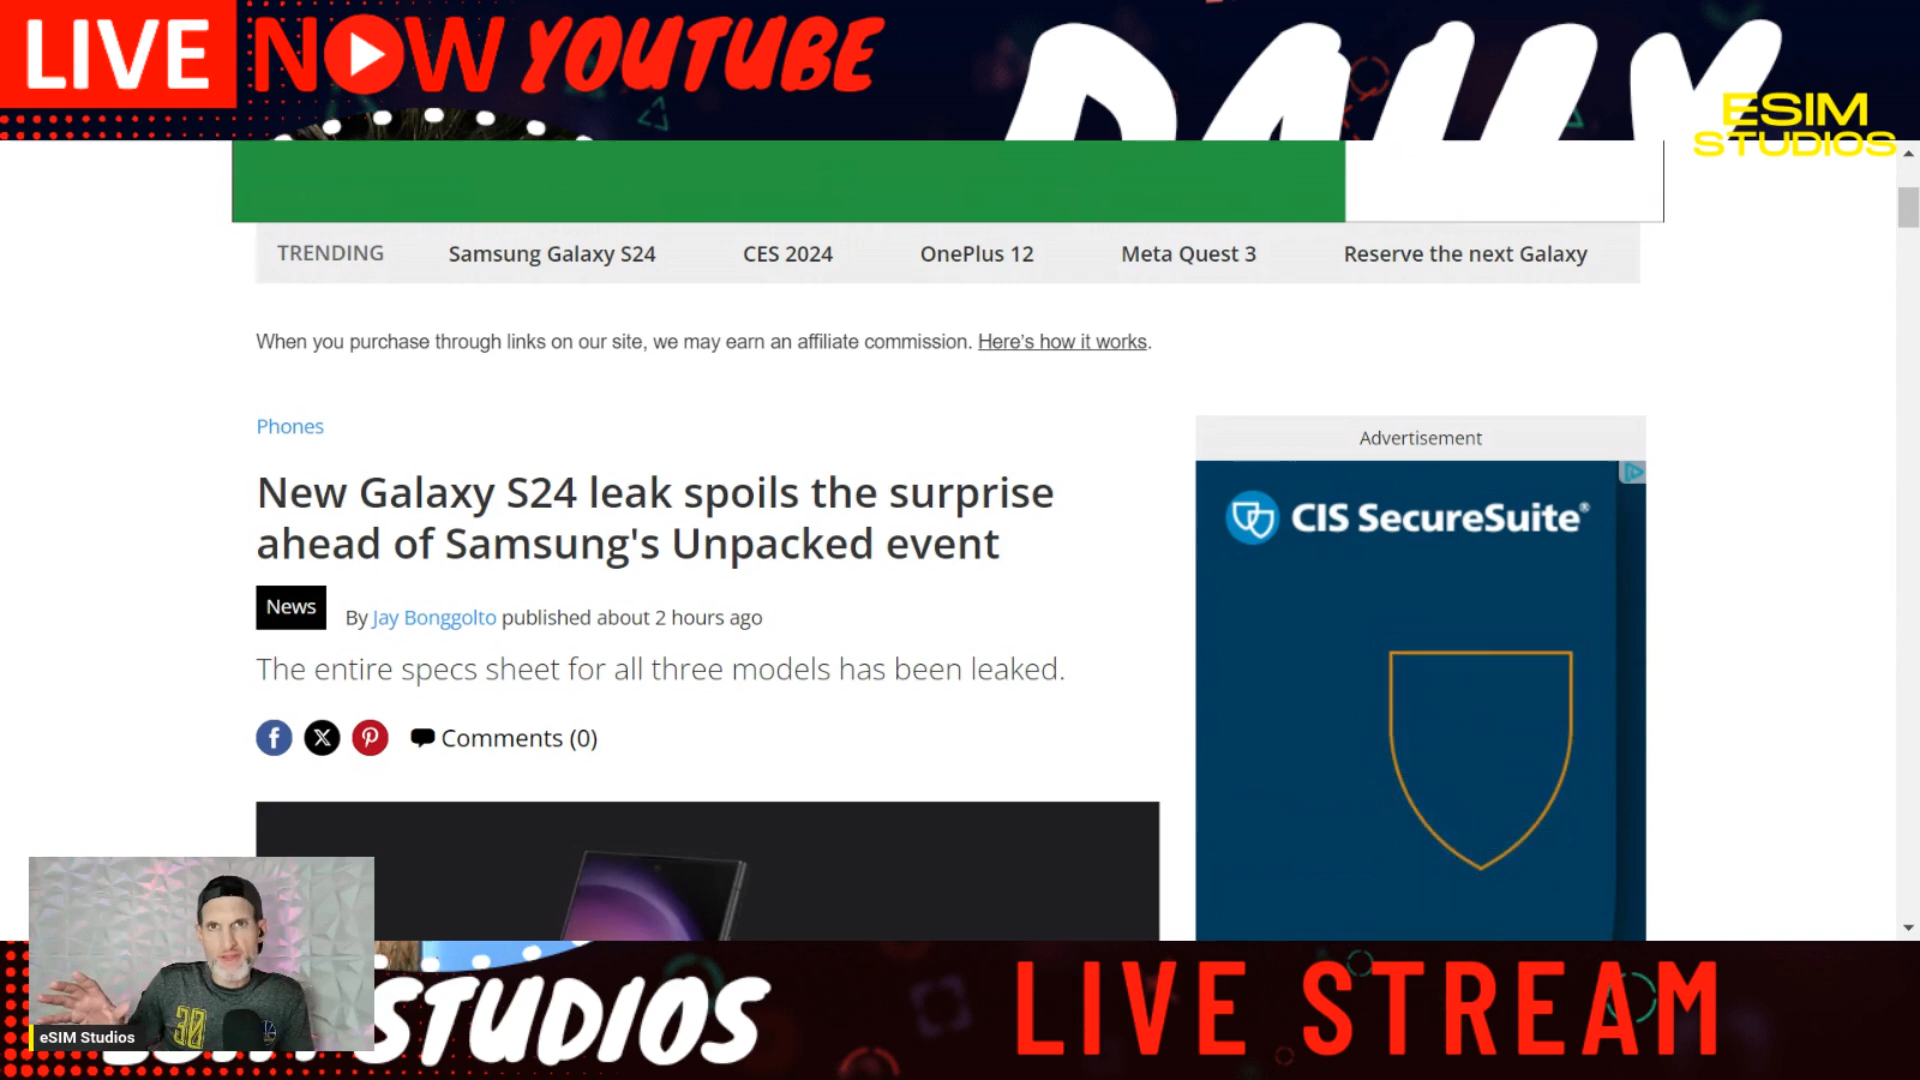 LIVE NOW YOUTUBE
DAILY
ESIM
STUDIOS
TRENDING Samsung Galaxy S24 CES 2024 OnePlus 12 Meta Quest 3 Reserve the next Galaxy
When you purchase through links on our site, we may earn an affiliate commission. Here’s how it works.
Phones
Advertisement
New Galaxy S24 leak spoils the surprise
ahead of Samsung's Unpacked event
CIS SecureSuite®
News By Jay Bonggolto published about 2 hours ago
The entire specs sheet for all three models has been leaked.
Comments (0)
30
eSIM Studios
STUDIOS
LIVE STREAM